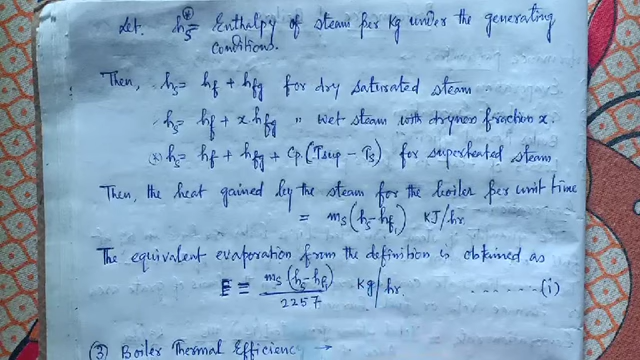 Let. hs = Enthalpy of steam per kg under the generating
conditions.
Then, hs = hf + hfg for dry saturated steam
hs = hf + x hfg " wet steam with dryness fraction x.
(*) hs = hf + hfg + Cp (Tsup - Ts) for superheated steam
Then, the heat gained by the steam for the boiler per unit time
= ms (hs - hf1) KJ/hr.
The equivalent evaporation from the definition is obtained as
E = ms (hs - hf1) / 2257 kg/hr. ....... (i)
(3) Boiler Thermal Efficiency →